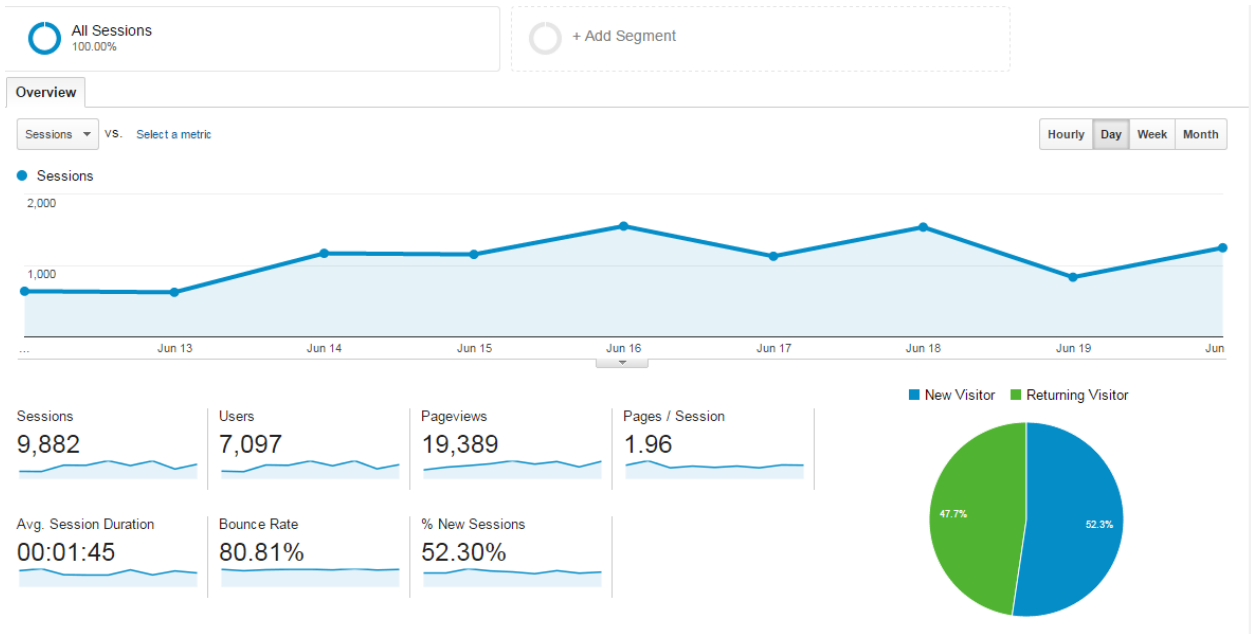 All Sessions
100.00%
+ Add Segment
Overview
Sessions vs. Select a metric
Hourly Day Week Month
Sessions
2,000
1,000
... Jun 13 Jun 14 Jun 15 Jun 16 Jun 17 Jun 18 Jun 19 Jun
New Visitor Returning Visitor
Sessions Users Pageviews Pages / Session
9,882 7,097 19,389 1.96
47.7% 52.3%
Avg. Session Duration Bounce Rate % New Sessions
00:01:45 80.81% 52.30%